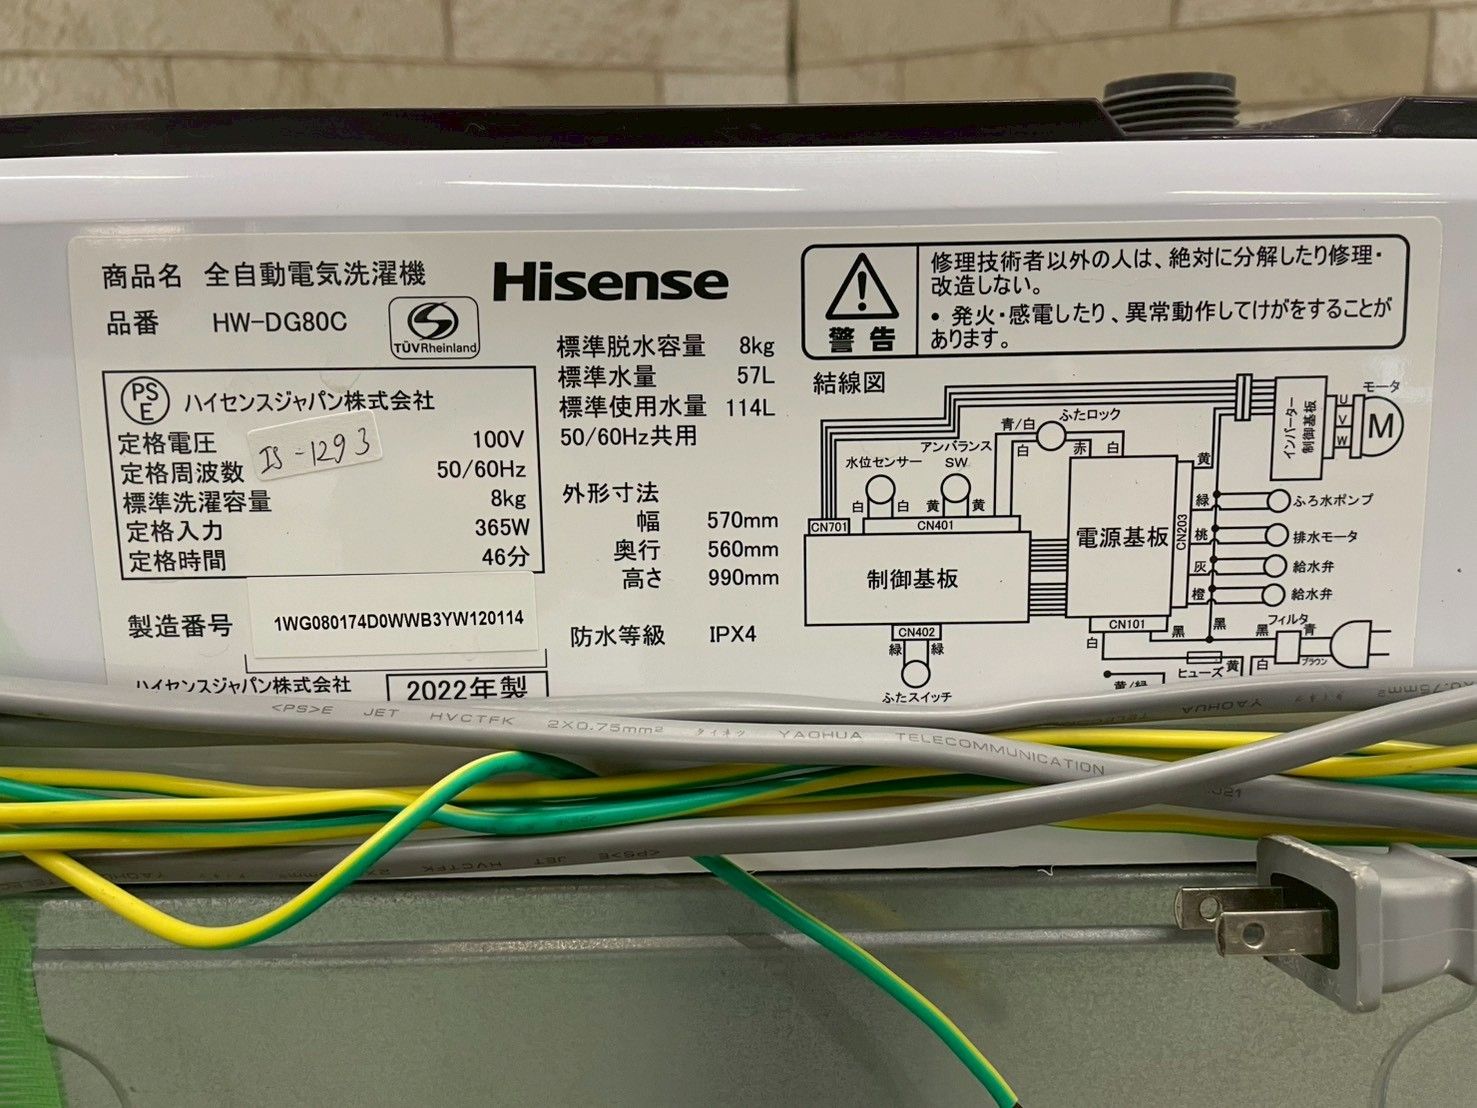 商品名 全自動電気洗濯機
品番 HW-DG80C
TÜVRheinland
Hisense
PSE
ハイセンスジャパン株式会社
定格電圧 100V
IS-1293
定格周波数 50/60Hz
標準洗濯容量 8kg
定格入力 365W
定格時間 46分
製造番号 1WG080174D0WWB3YW120114
ハイセンスジャパン株式会社 2022年製
標準脱水容量 8kg
標準水量 57L
標準使用水量 114L
50/60Hz共用
外形寸法
幅 570mm
奥行 560mm
高さ 990mm
防水等級 IPX4
警告
修理技術者以外の人は、絶対に分解したり修理・
改造しない。
・発火・感電したり、異常動作してけがをすることが
あります。
結線図
モータ
M
U
V
W
インバーター
制御基板
青/白
ふたロック
白
赤 白
アンバランス
SW
水位センサー
白 白 黄 黄
CN701
CN401
制御基板
電源基板
CN203
黄
緑 ふろ水ポンプ
桃 排水モータ
灰 給水弁
橙 給水弁
CN402
緑 緑
ふたスイッチ
CN101
白
黒 黒
黒 フィルタ 青
ヒューズ 黄 白 ブラウン
黄/緑
<PS>E JET HVCTFK 2X0.75mm² タイネツ YAOHUA TELECOMMUNICATION
YAOHUA タイネツ
<PS>E JET HVCTFK